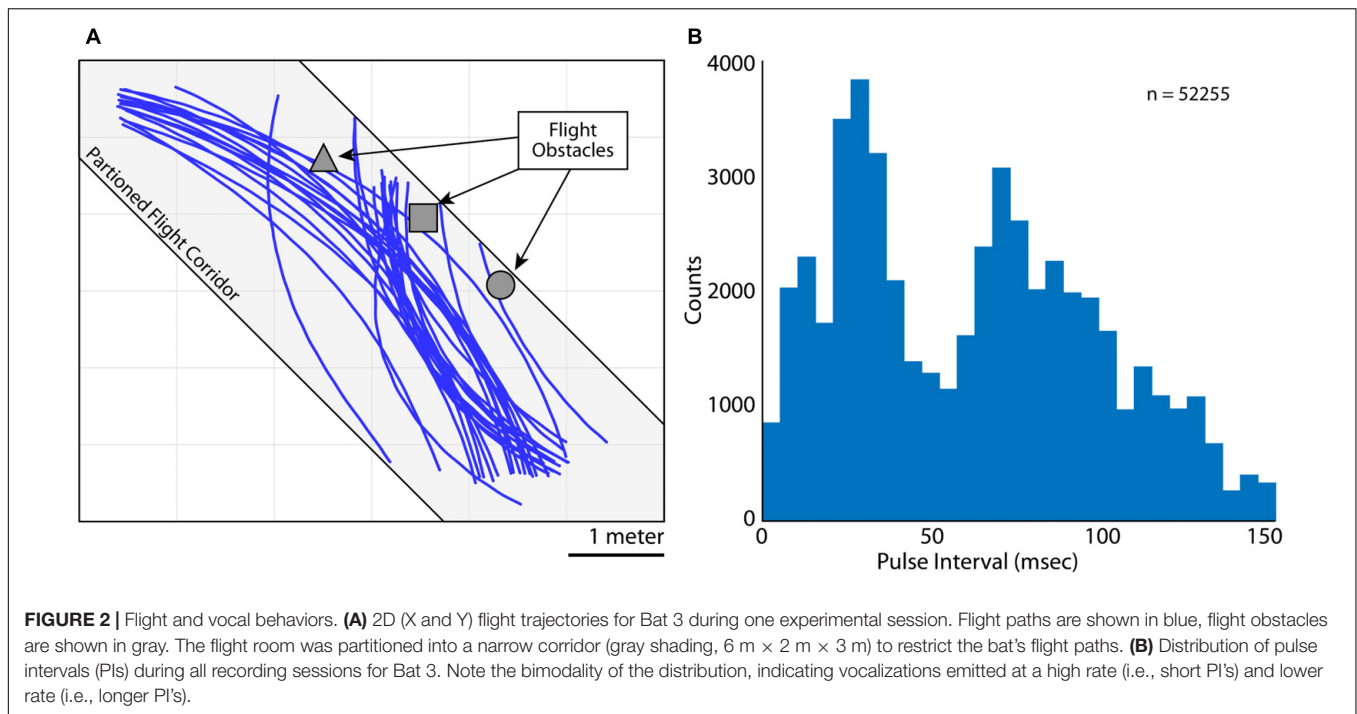 A
Partioned Flight Corridor
Flight
Obstacles
1 meter
B
4000
3000
2000
1000
0
Counts
n = 52255
0
50
100
150
Pulse Interval (msec)
FIGURE 2 | Flight and vocal behaviors. (A) 2D (X and Y) flight trajectories for Bat 3 during one experimental session. Flight paths are shown in blue, flight obstacles
are shown in gray. The flight room was partitioned into a narrow corridor (gray shading, 6 m × 2 m × 3 m) to restrict the bat's flight paths. (B) Distribution of pulse
intervals (PIs) during all recording sessions for Bat 3. Note the bimodality of the distribution, indicating vocalizations emitted at a high rate (i.e., short PI's) and lower
rate (i.e., longer PI's).